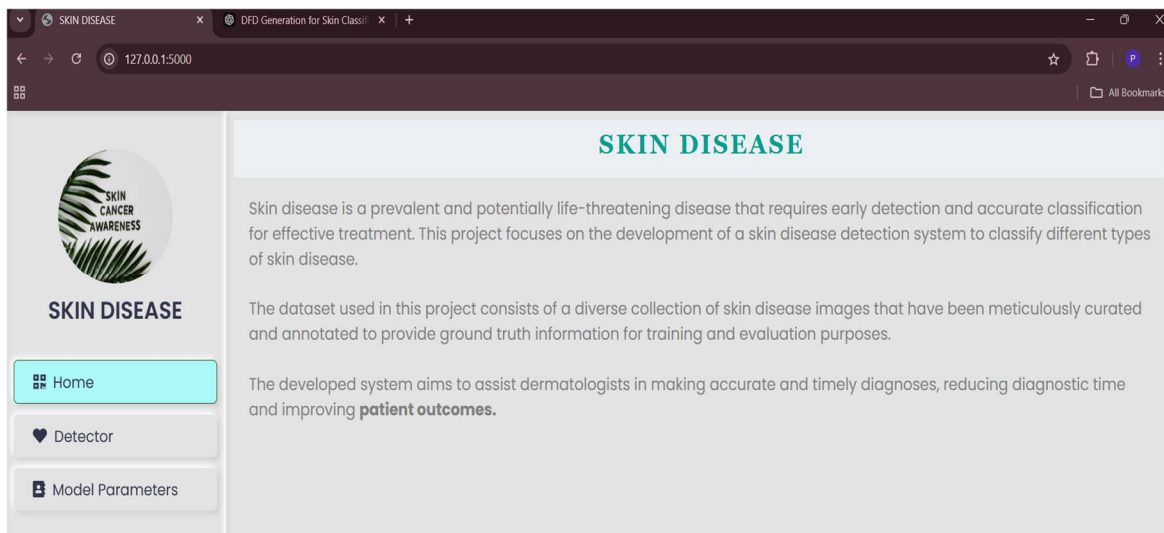 SKIN DISEASE
DFD Generation for Skin Classifi
127.0.0.1:5000
P
All Bookmarks
SKIN
CANCER
AWARENESS
SKIN DISEASE
Home
Detector
Model Parameters
SKIN DISEASE
Skin disease is a prevalent and potentially life-threatening disease that requires early detection and accurate classification
for effective treatment. This project focuses on the development of a skin disease detection system to classify different types
of skin disease.
The dataset used in this project consists of a diverse collection of skin disease images that have been meticulously curated
and annotated to provide ground truth information for training and evaluation purposes.
The developed system aims to assist dermatologists in making accurate and timely diagnoses, reducing diagnostic time
and improving patient outcomes.